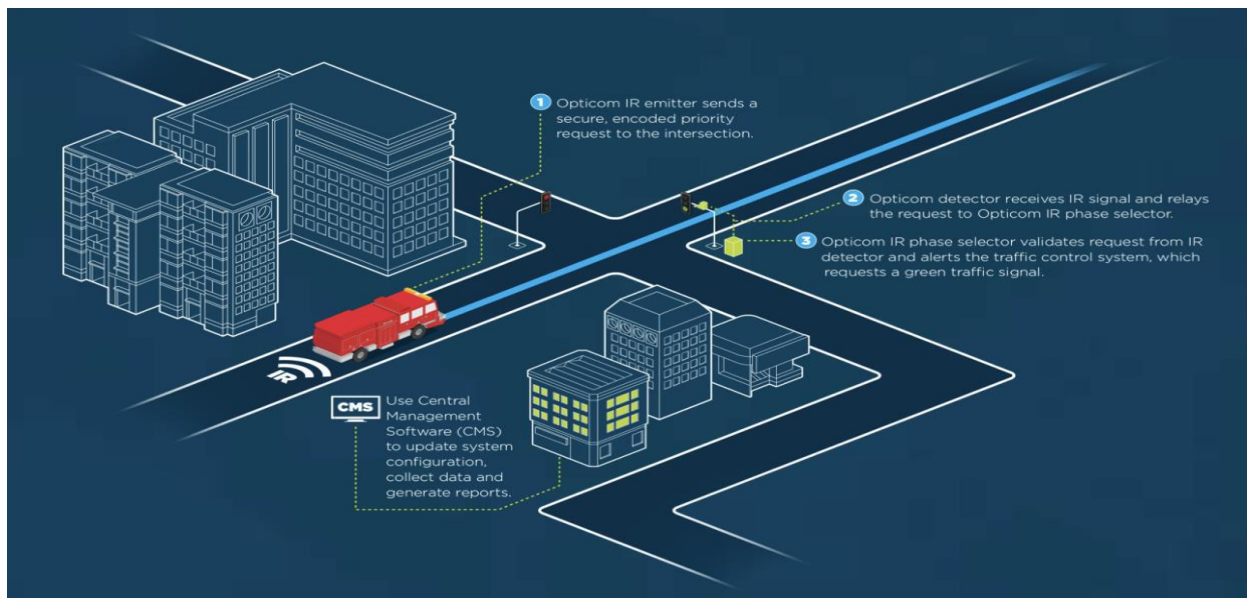 1 Opticom IR emitter sends a
secure, encoded priority
request to the intersection.
2 Opticom detector receives IR signal and relays
the request to Opticom IR phase selector.
3 Opticom IR phase selector validates request from IR
detector and alerts the traffic control system, which
requests a green traffic signal.
IR
CMS
Use Central
Management
Software (CMS)
to update system
configuration,
collect data and
generate reports.